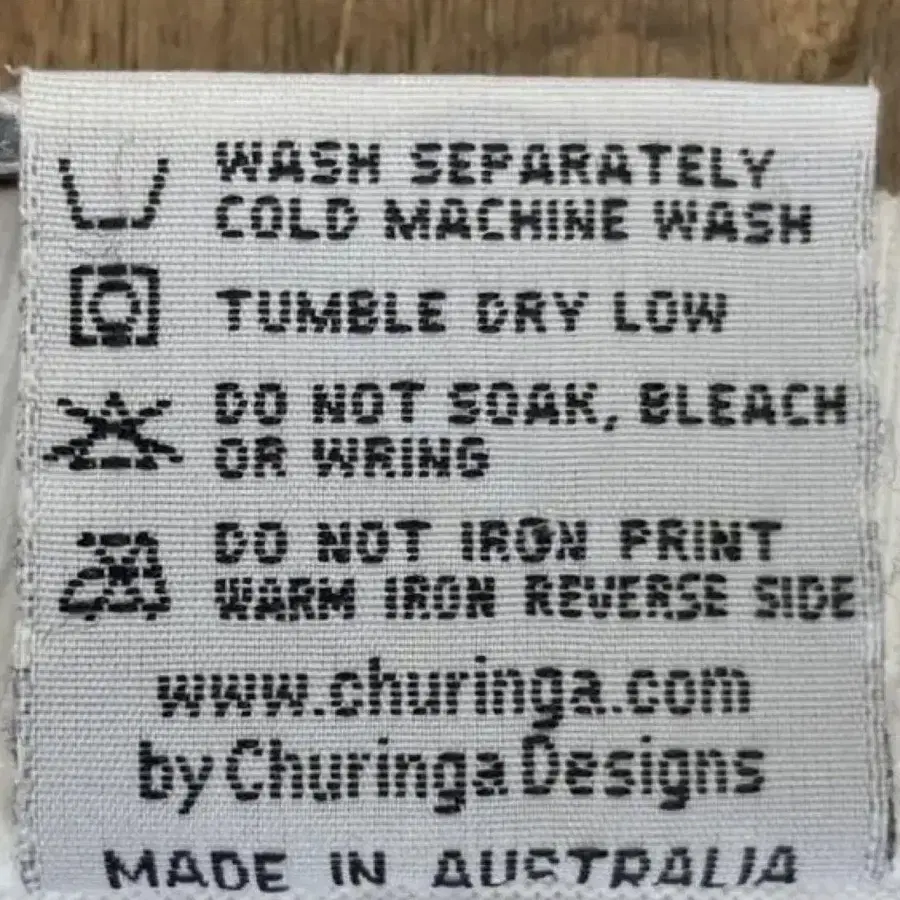 WASH SEPARATELY
COLD MACHINE WASH
TUMBLE DRY LOW
DO NOT SOAK, BLEACH
OR WRING
DO NOT IRON PRINT
WARM IRON REVERSE SIDE
www.churinga.com
by Churinga Designs
MADE IN AUSTRALIA